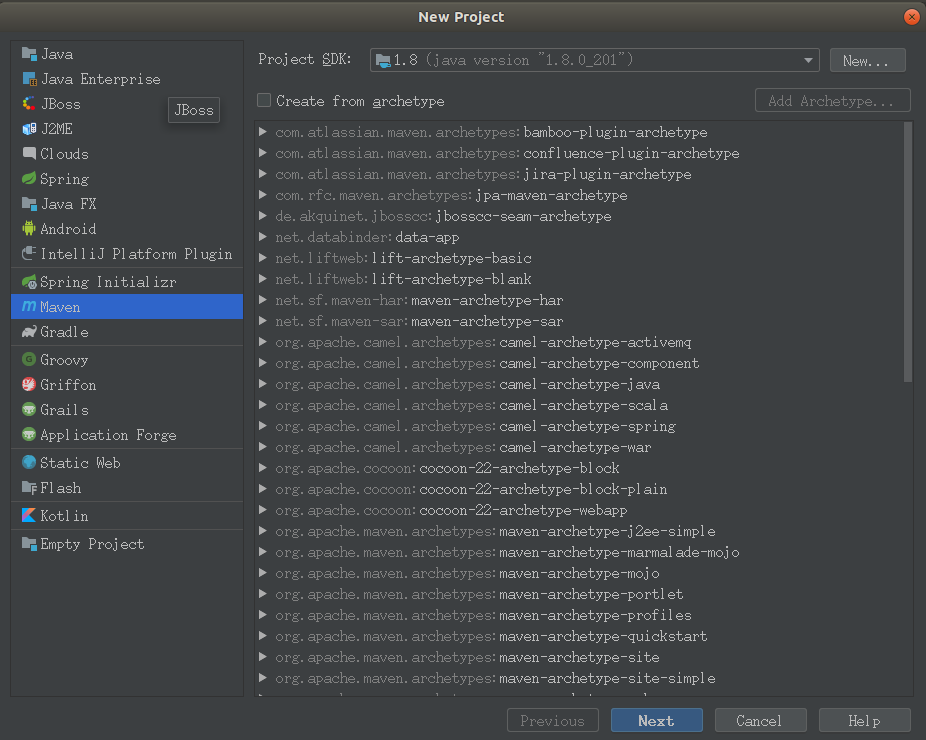 New Project
Java
Java Enterprise
JBoss
JBoss
J2ME
Clouds
Spring
Java FX
Android
IntelliJ Platform Plugin
Spring Initializr
Maven
Gradle
Groovy
Griffon
Grails
Application Forge
Static Web
Flash
Kotlin
Empty Project
Project SDK: 1.8 (java version "1.8.0_201") New...
Create from archetype Add Archetype...
com.atlassian.maven.archetypes:bamboo-plugin-archetype
com.atlassian.maven.archetypes:confluence-plugin-archetype
com.atlassian.maven.archetypes:jira-plugin-archetype
com.rfc.maven.archetypes:jpa-maven-archetype
de.akquinet.jbosscc:jbosscc-seam-archetype
net.databinder:data-app
net.liftweb:lift-archetype-basic
net.liftweb:lift-archetype-blank
net.sf.maven-har:maven-archetype-har
net.sf.maven-sar:maven-archetype-sar
org.apache.camel.archetypes:camel-archetype-activemq
org.apache.camel.archetypes:camel-archetype-component
org.apache.camel.archetypes:camel-archetype-java
org.apache.camel.archetypes:camel-archetype-scala
org.apache.camel.archetypes:camel-archetype-spring
org.apache.camel.archetypes:camel-archetype-war
org.apache.cocoon:cocoon-22-archetype-block
org.apache.cocoon:cocoon-22-archetype-block-plain
org.apache.cocoon:cocoon-22-archetype-webapp
org.apache.maven.archetypes:maven-archetype-j2ee-simple
org.apache.maven.archetypes:maven-archetype-marmalade-mojo
org.apache.maven.archetypes:maven-archetype-mojo
org.apache.maven.archetypes:maven-archetype-portlet
org.apache.maven.archetypes:maven-archetype-profiles
org.apache.maven.archetypes:maven-archetype-quickstart
org.apache.maven.archetypes:maven-archetype-site
org.apache.maven.archetypes:maven-archetype-site-simple
Previous Next Cancel Help